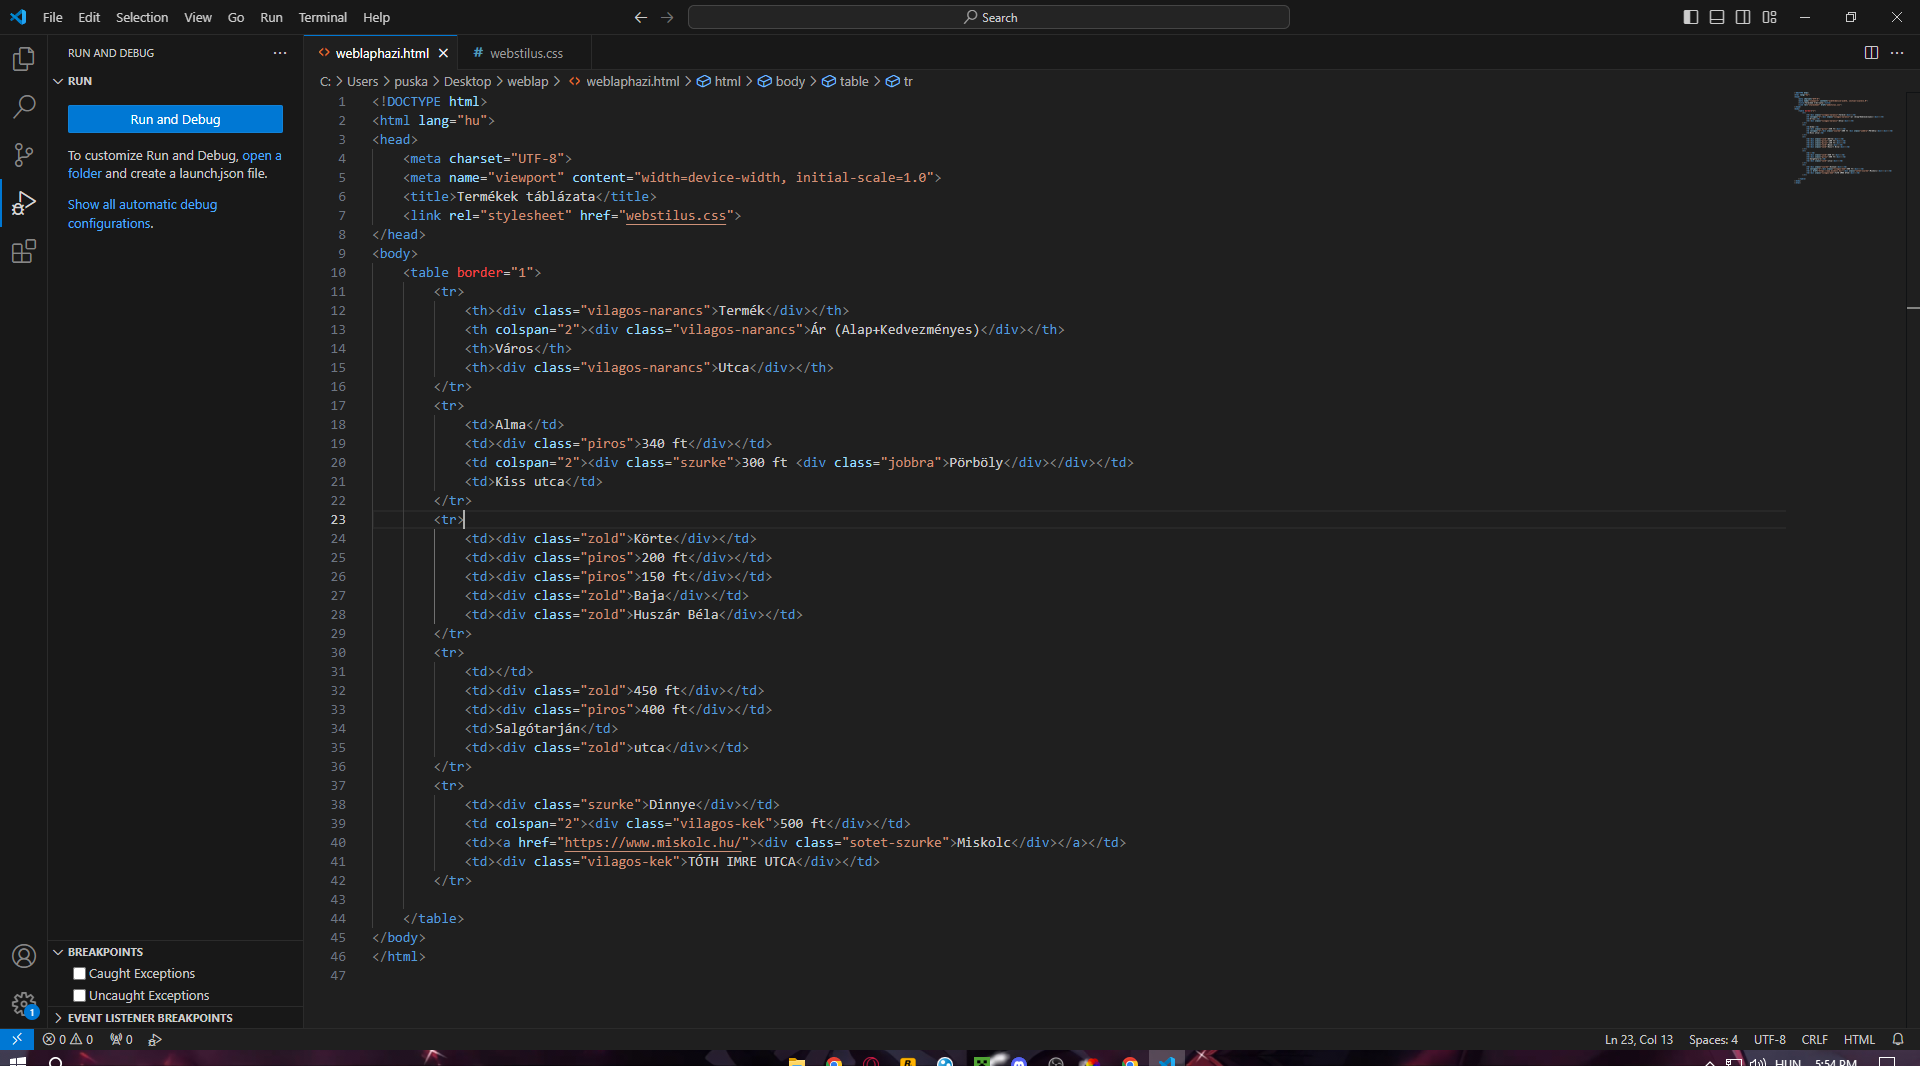 File Edit Selection View Go Run Terminal Help
Search
RUN AND DEBUG
RUN
Run and Debug
To customize Run and Debug, open a
folder and create a launch.json file.
Show all automatic debug
configurations.
BREAKPOINTS
Caught Exceptions
Uncaught Exceptions
EVENT LISTENER BREAKPOINTS
weblaphazi.html
# webstilus.css
C: > Users > puska > Desktop > weblap > weblaphazi.html > html > body > table > tr
1 <!DOCTYPE html>
2 <html lang="hu">
3 <head>
4 <meta charset="UTF-8">
5 <meta name="viewport" content="width=device-width, initial-scale=1.0">
6 <title>Termékek táblázata</title>
7 <link rel="stylesheet" href="webstilus.css">
8 </head>
9 <body>
10 <table border="1">
11 <tr>
12 <th><div class="vilagos-narancs">Termék</div></th>
13 <th colspan="2"><div class="vilagos-narancs">Ár (Alap+Kedvezményes)</div></th>
14 <th>Város</th>
15 <th><div class="vilagos-narancs">Utca</div></th>
16 </tr>
17 <tr>
18 <td>Alma</td>
19 <td><div class="piros">340 ft</div></td>
20 <td colspan="2"><div class="szurke">300 ft <div class="jobbra">Pörböly</div></div></td>
21 <td>Kiss utca</td>
22 </tr>
23 <tr>
24 <td><div class="zold">Körte</div></td>
25 <td><div class="piros">200 ft</div></td>
26 <td><div class="piros">150 ft</div></td>
27 <td><div class="zold">Baja</div></td>
28 <td><div class="zold">Huszár Béla</div></td>
29 </tr>
30 <tr>
31 <td></td>
32 <td><div class="zold">450 ft</div></td>
33 <td><div class="piros">400 ft</div></td>
34 <td>Salgótarján</td>
35 <td><div class="zold">utca</div></td>
36 </tr>
37 <tr>
38 <td><div class="szurke">Dinnye</div></td>
39 <td colspan="2"><div class="vilagos-kek">500 ft</div></td>
40 <td><a href="https://www.miskolc.hu/"><div class="sotet-szurke">Miskolc</div></a></td>
41 <td><div class="vilagos-kek">TÓTH IMRE UTCA</div></td>
42 </tr>
43
44 </table>
45 </body>
46 </html>
47
1
0 0 0
Ln 23, Col 13 Spaces: 4 UTF-8 CRLF HTML
HUN 5:54 PM